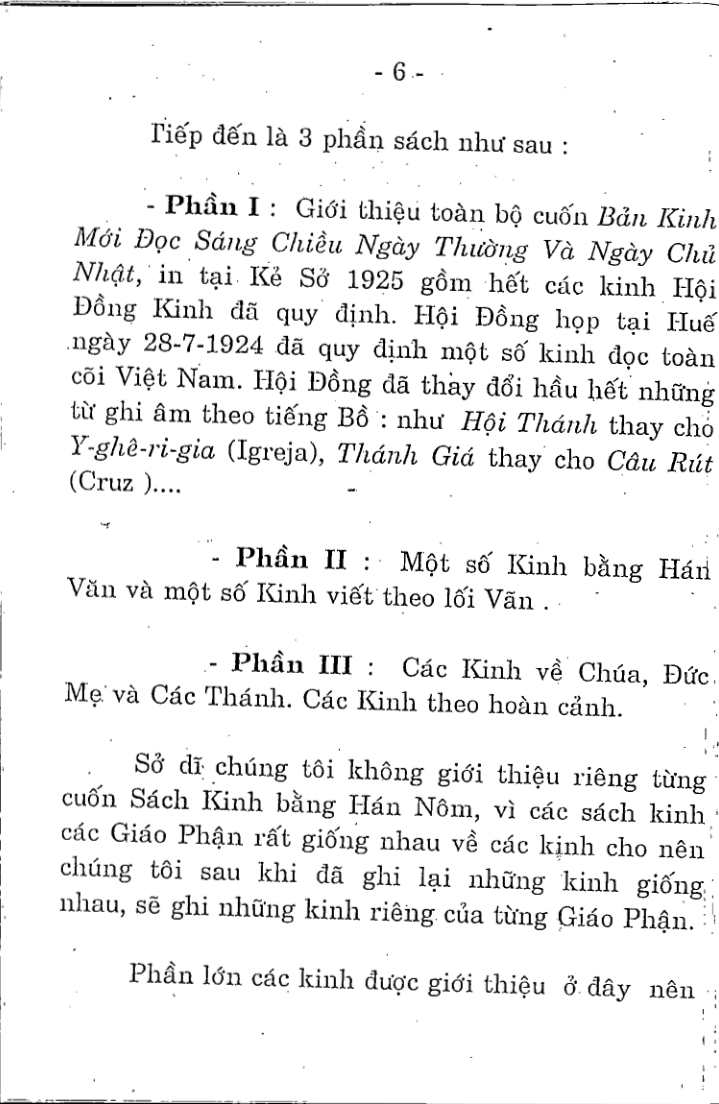 - 6 -
Tiếp đến là 3 phần sách như sau :
- Phần I : Giới thiệu toàn bộ cuốn Bản Kinh
Mới Đọc Sáng Chiều Ngày Thường Và Ngày Chủ
Nhật, in tại Kẻ Sở 1925 gồm hết các kinh Hội
Đồng Kinh đã quy định. Hội Đồng họp tại Huế
ngày 28-7-1924 đã quy định một số kinh đọc toàn
cõi Việt Nam. Hội Đồng đã thay đổi hầu hết những
từ ghi âm theo tiếng Bồ : như Hội Thánh thay cho
Y-ghê-ri-gia (Igreja), Thánh Giá thay cho Câu Rút
(Cruz )....
- Phần II : Một số Kinh bằng Hán
Văn và một số Kinh viết theo lối Vãn .
- Phần III : Các Kinh về Chúa, Đức
Mẹ và Các Thánh. Các Kinh theo hoàn cảnh.
Sở dĩ chúng tôi không giới thiệu riêng từng
cuốn Sách Kinh bằng Hán Nôm, vì các sách kinh
các Giáo Phận rất giống nhau về các kinh cho nên
chúng tôi sau khi đã ghi lại những kinh giống
nhau, sẽ ghi những kinh riêng của từng Giáo Phận.
Phần lớn các kinh được giới thiệu ở đây nên